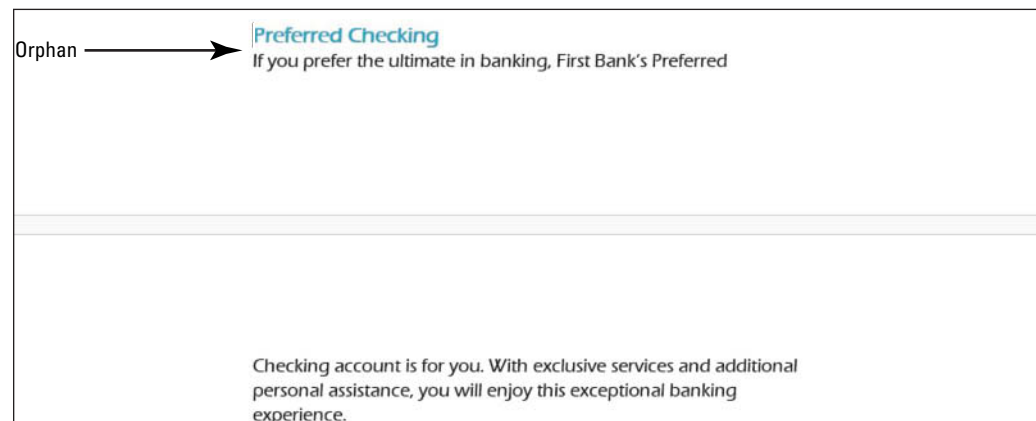 Preferred Checking
Orphan
If you prefer the ultimate in banking, First Bank's Preferred
Checking account is for you. With exclusive services and additional
personal assistance, you will enjoy this exceptional banking
experience.